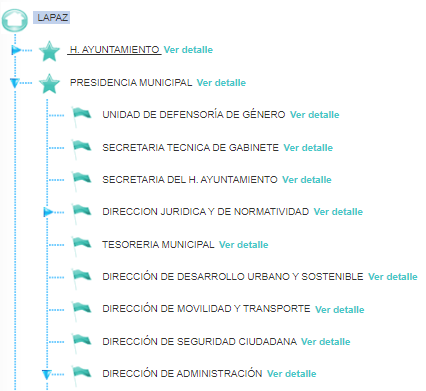 LAPAZ
H. AYUNTAMIENTO Ver detalle
PRESIDENCIA MUNICIPAL Ver detalle
UNIDAD DE DEFENSORÍA DE GÉNERO Ver detalle
SECRETARIA TECNICA DE GABINETE Ver detalle
SECRETARIA DEL H. AYUNTAMIENTO Ver detalle
DIRECCION JURIDICA Y DE NORMATIVIDAD Ver detalle
TESORERIA MUNICIPAL Ver detalle
DIRECCIÓN DE DESARROLLO URBANO Y SOSTENIBLE Ver detalle
DIRECCIÓN DE MOVILIDAD Y TRANSPORTE Ver detalle
DIRECCIÓN DE SEGURIDAD CIUDADANA Ver detalle
DIRECCIÓN DE ADMINISTRACIÓN Ver detalle